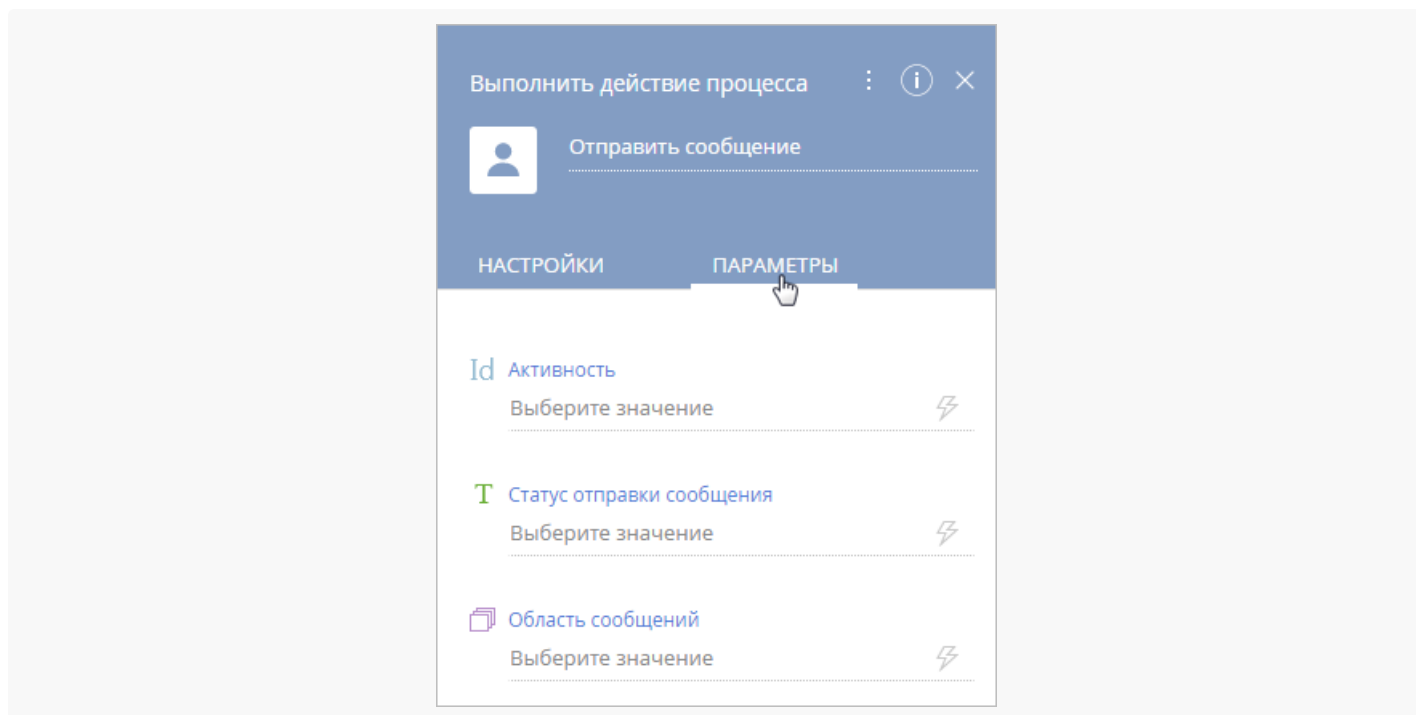 Выполнить действие процесса
Отправить сообщение
НАСТРОЙКИ ПАРАМЕТРЫ
Id Активность
Выберите значение
T Статус отправки сообщения
Выберите значение
Область сообщений
Выберите значение